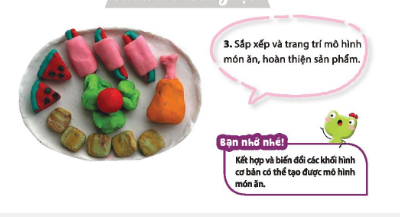 3. Sắp xếp và trang trí mô hình
món ăn, hoàn thiện sản phẩm.
Bạn nhớ nhé!
Kết hợp và biến đổi các khối hình
cơ bản có thể tạo được mô hình
món ăn.